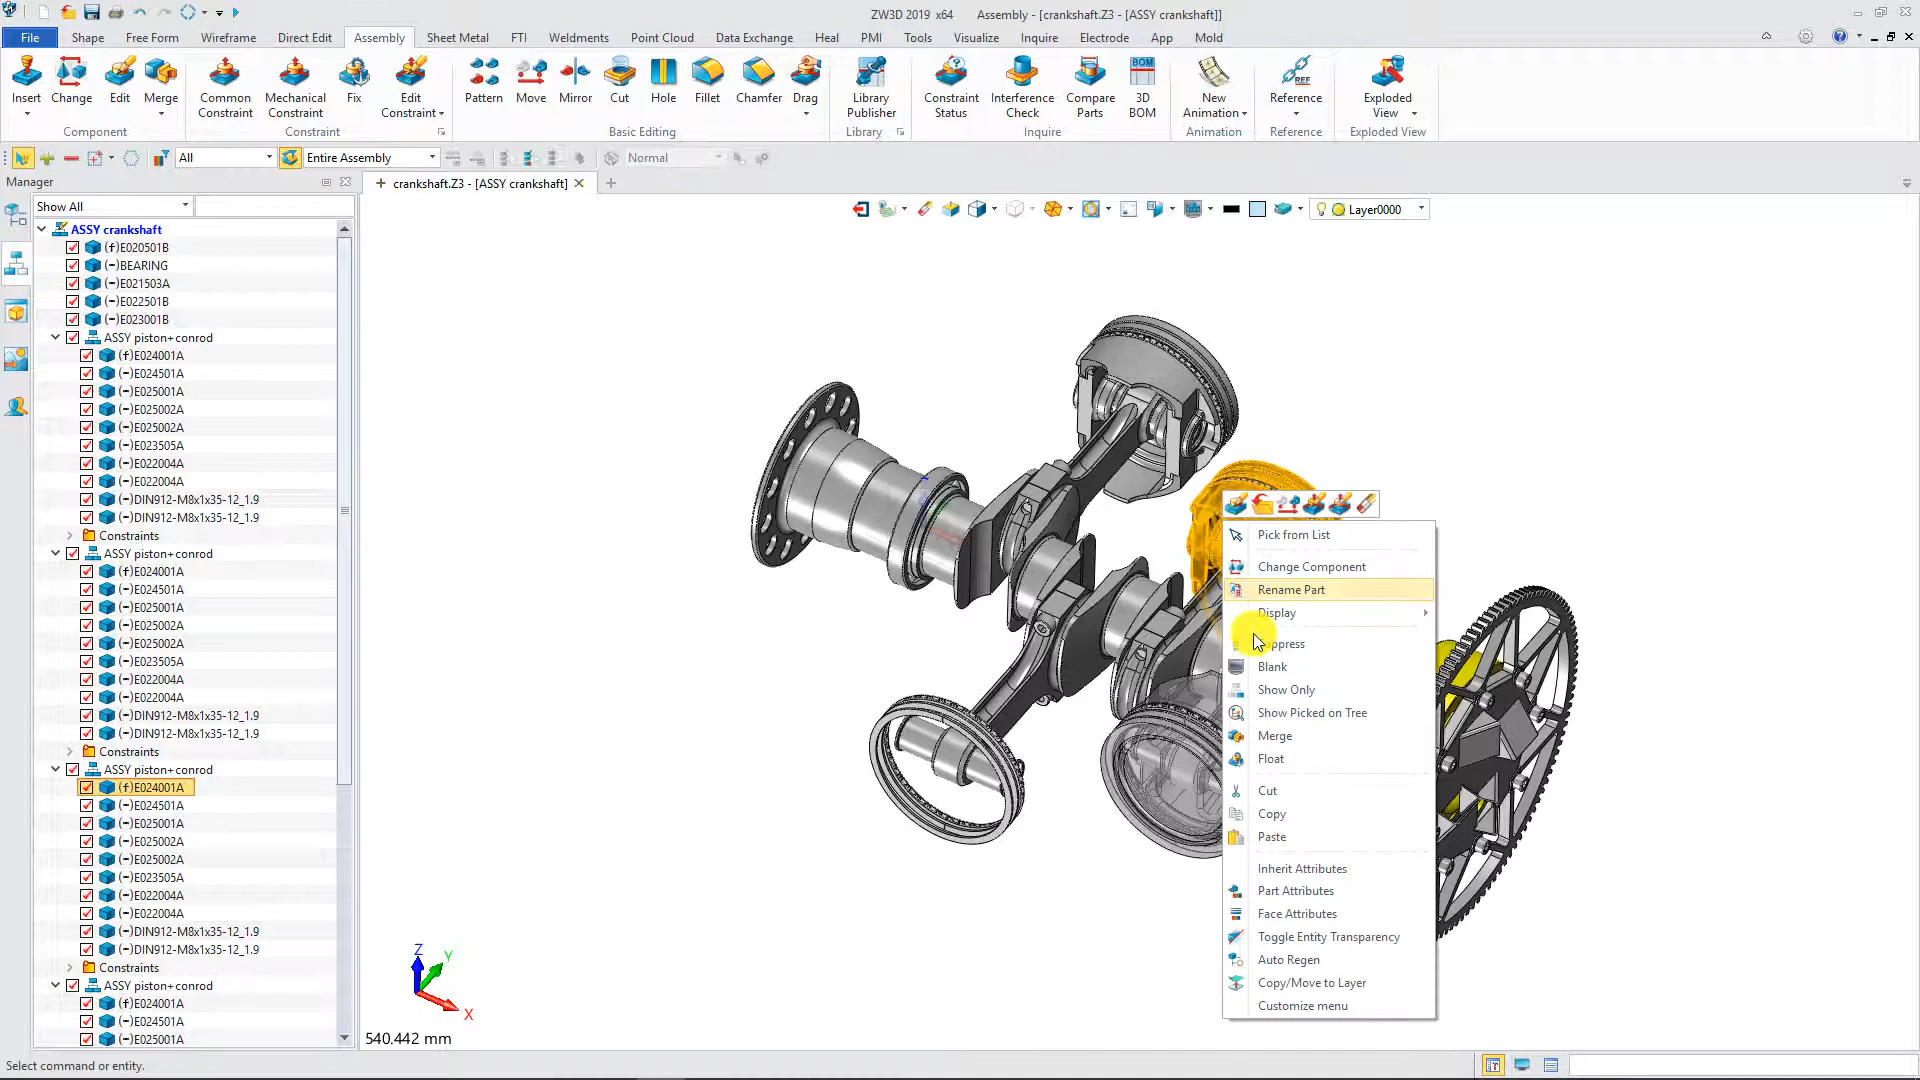 ZW3D 2019 x64 Assembly - [crankshaft.Z3 - [ASSY crankshaft]]
File Shape Free Form Wireframe Direct Edit Assembly Sheet Metal FTI Weldments Point Cloud Data Exchange Heal PMI Tools Visualize Inquire Electrode App Mold
Insert Change Edit Merge Common Constraint Mechanical Constraint Fix Edit Constraint Pattern Move Mirror Cut Hole Fillet Chamfer Drag Library Publisher Constraint Status Interference Check Compare Parts BOM 3D BOM New Animation REF Reference Exploded View
Component Constraint Basic Editing Library Inquire Animation Reference Exploded View
All Entire Assembly Normal
Manager
crankshaft.Z3 - [ASSY crankshaft]
Show All
Layer0000
ASSY crankshaft
(f)E020501B
(-)BEARING
(-)E021503A
(-)E022501B
(-)E023001B
ASSY piston+conrod
(f)E024001A
(-)E024501A
(-)E025001A
(-)E025002A
(-)E025002A
(-)E023505A
(-)E022004A
(-)E022004A
(-)DIN912-M8x1x35-12_1.9
(-)DIN912-M8x1x35-12_1.9
Constraints
ASSY piston+conrod
(f)E024001A
(-)E024501A
(-)E025001A
(-)E025002A
(-)E025002A
(-)E023505A
(-)E022004A
(-)E022004A
(-)DIN912-M8x1x35-12_1.9
(-)DIN912-M8x1x35-12_1.9
Constraints
ASSY piston+conrod
(f)E024001A
(-)E024501A
(-)E025001A
(-)E025002A
(-)E025002A
(-)E023505A
(-)E022004A
(-)E022004A
(-)DIN912-M8x1x35-12_1.9
(-)DIN912-M8x1x35-12_1.9
Constraints
ASSY piston+conrod
(f)E024001A
(-)E024501A
(-)E025001A
Pick from List
Change Component
Rename Part
Display
ppress
Blank
Show Only
Show Picked on Tree
Merge
Float
Cut
Copy
Paste
Inherit Attributes
Part Attributes
Face Attributes
Toggle Entity Transparency
Auto Regen
Copy/Move to Layer
Customize menu
Z
Y
X
540.442 mm
Select command or entity.